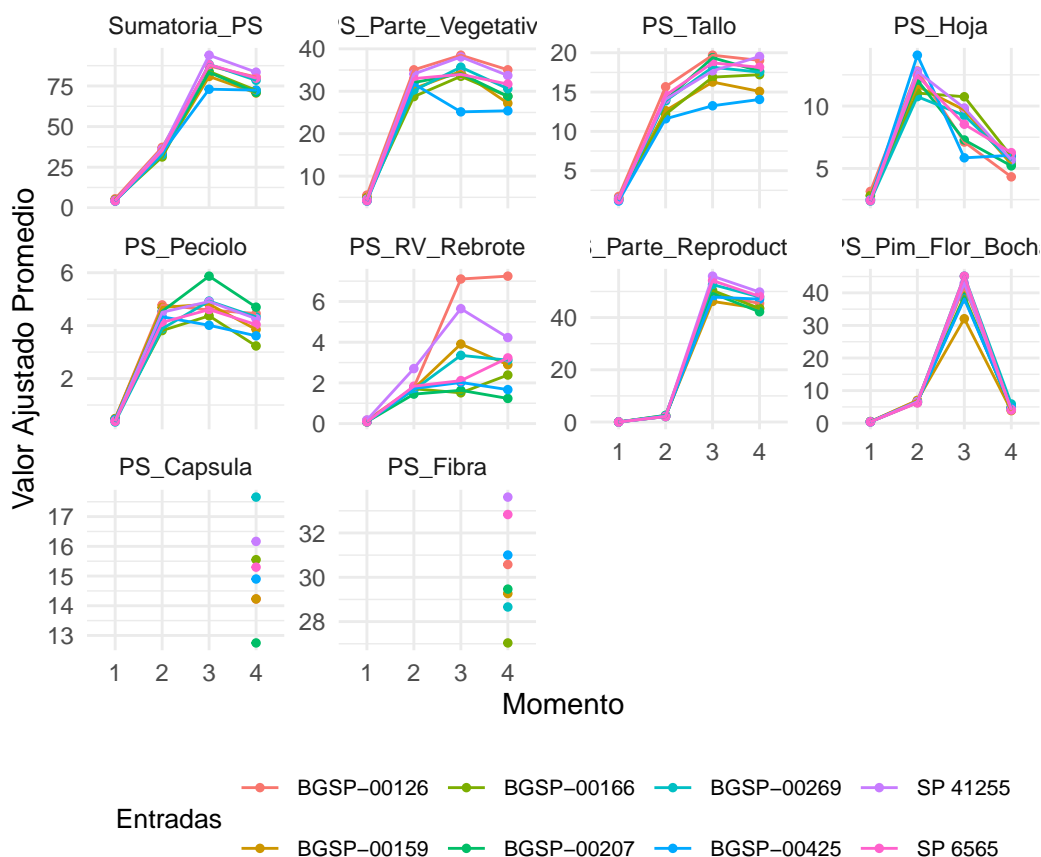 Sumatoria_PS
PS_Parte_Vegetativ
PS_Tallo
PS_Hoja
75
50
25
0
40
30
20
10
20
15
10
5
10
5
PS_Peciolo
PS_RV_Rebrote
S_Parte_Reproduct
PS_Pim_Flor_Bocha
6
4
2
6
4
2
0
40
20
0
40
30
20
10
0
1 2 3 4
1 2 3 4
PS_Capsula
PS_Fibra
17
16
15
14
13
32
30
28
1 2 3 4
1 2 3 4
Valor Ajustado Promedio
Momento
Entradas
BGSP−00126
BGSP−00166
BGSP−00269
SP 41255
BGSP−00159
BGSP−00207
BGSP−00425
SP 6565